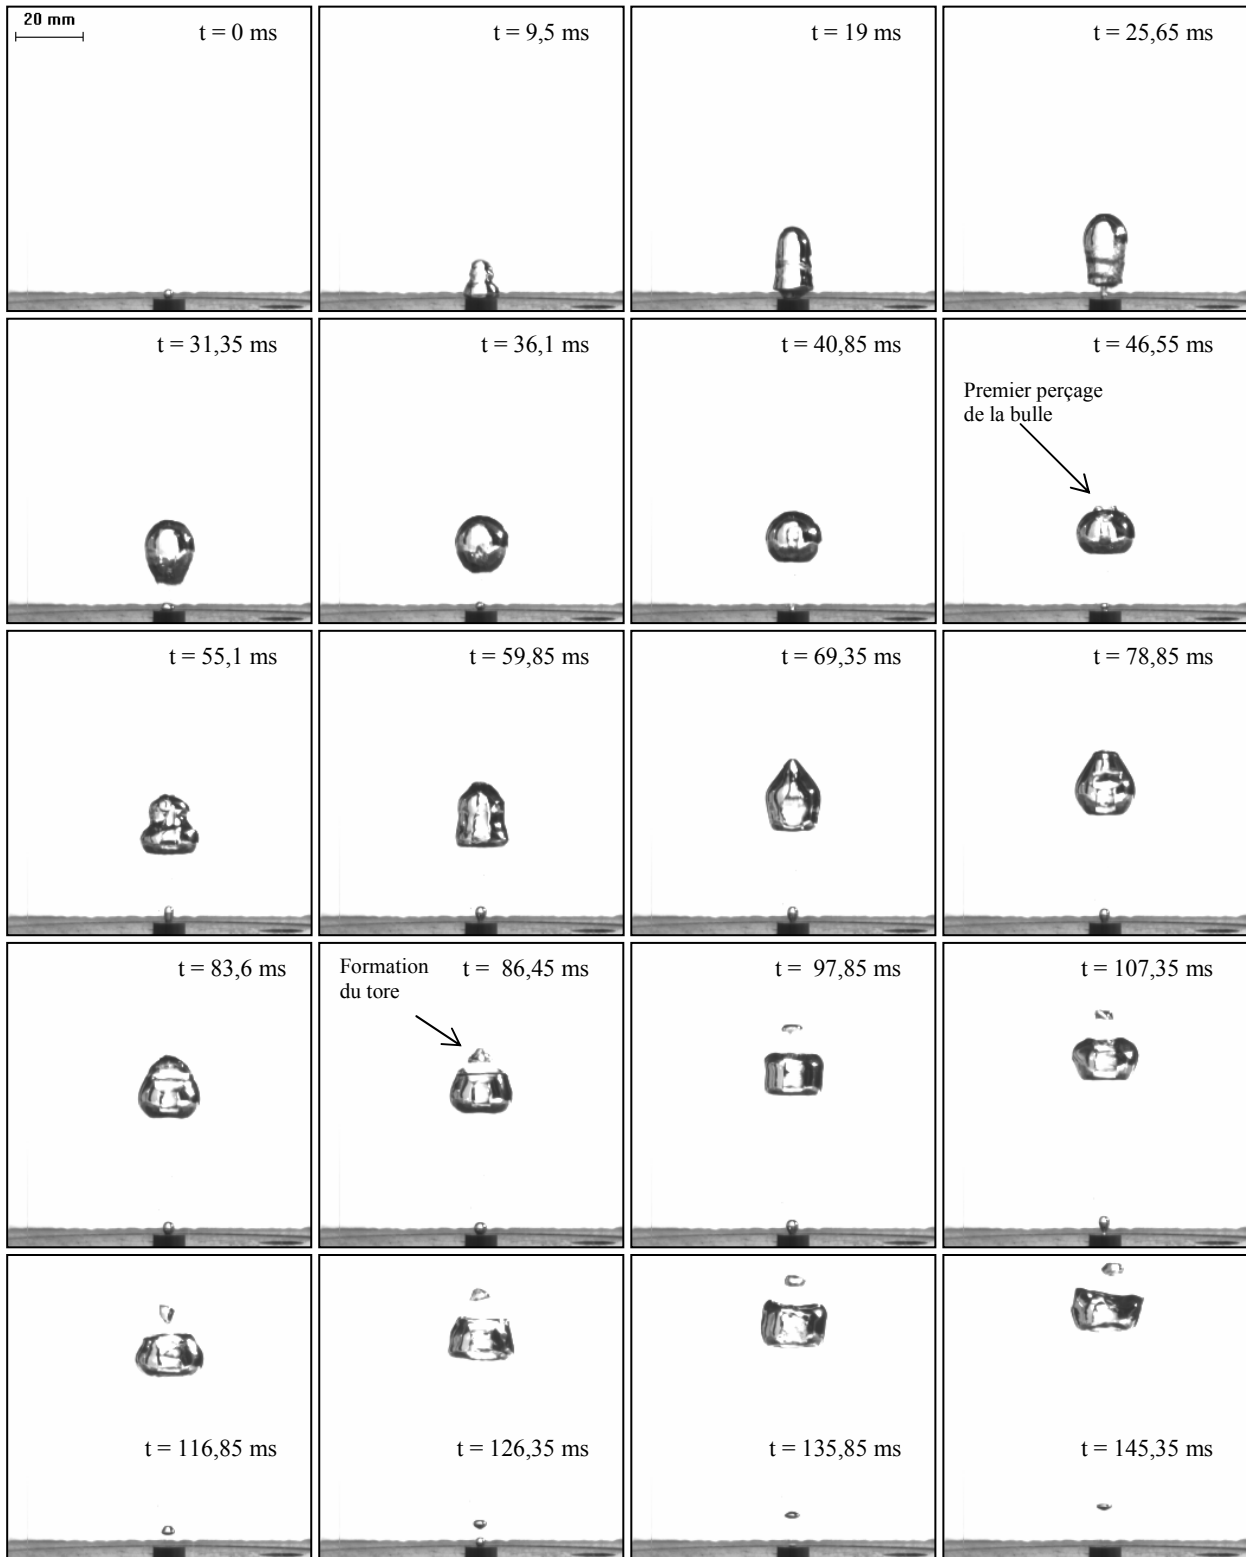 20 mm
t = 0 ms
t = 9,5 ms
t = 19 ms
t = 25,65 ms
t = 31,35 ms
t = 36,1 ms
t = 40,85 ms
t = 46,55 ms
Premier perçage
de la bulle
t = 55,1 ms
t = 59,85 ms
t = 69,35 ms
t = 78,85 ms
t = 83,6 ms
Formation
du tore
t = 86,45 ms
t = 97,85 ms
t = 107,35 ms
t = 116,85 ms
t = 126,35 ms
t = 135,85 ms
t = 145,35 ms